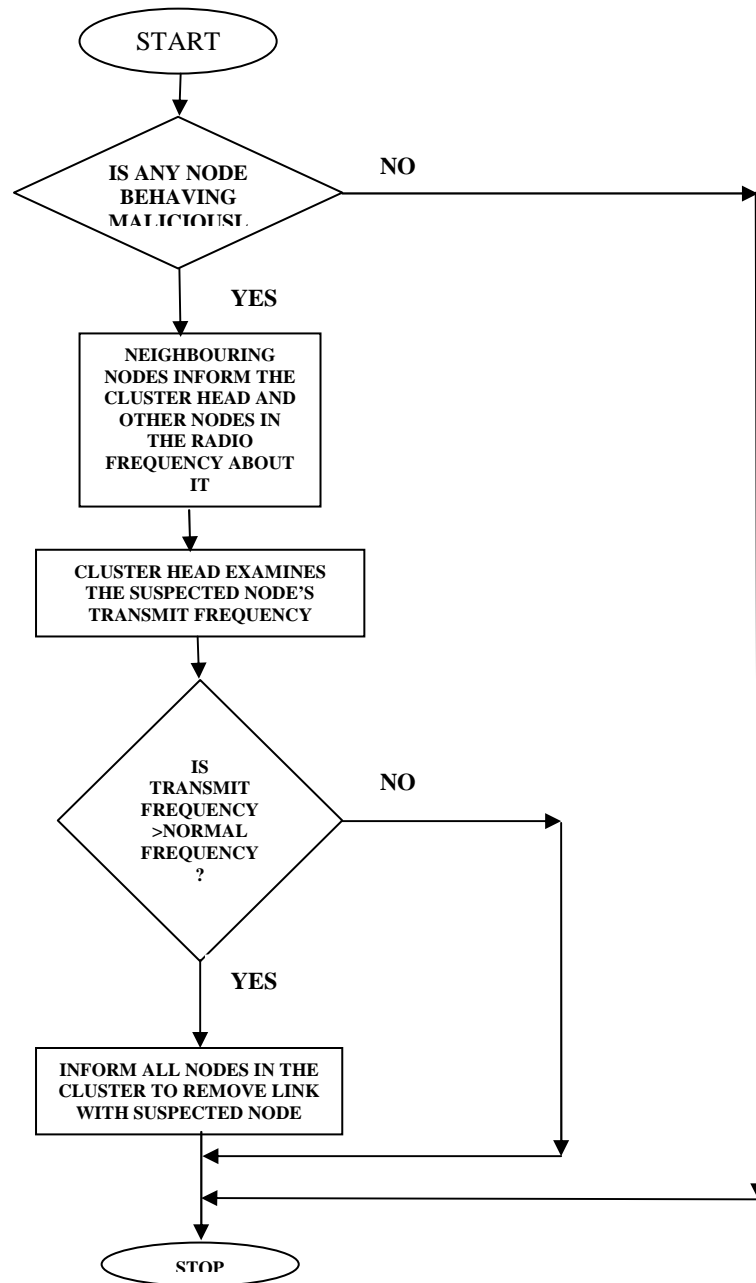 START
IS ANY NODE
BEHAVING
MALICIOUSL
NO
YES
NEIGHBOURING
NODES INFORM THE
CLUSTER HEAD AND
OTHER NODES IN
THE RADIO
FREQUENCY ABOUT
IT
CLUSTER HEAD EXAMINES
THE SUSPECTED NODE'S
TRANSMIT FREQUENCY
IS
TRANSMIT
FREQUENCY
>NORMAL
FREQUENCY
?
NO
YES
INFORM ALL NODES IN THE
CLUSTER TO REMOVE LINK
WITH SUSPECTED NODE
STOP